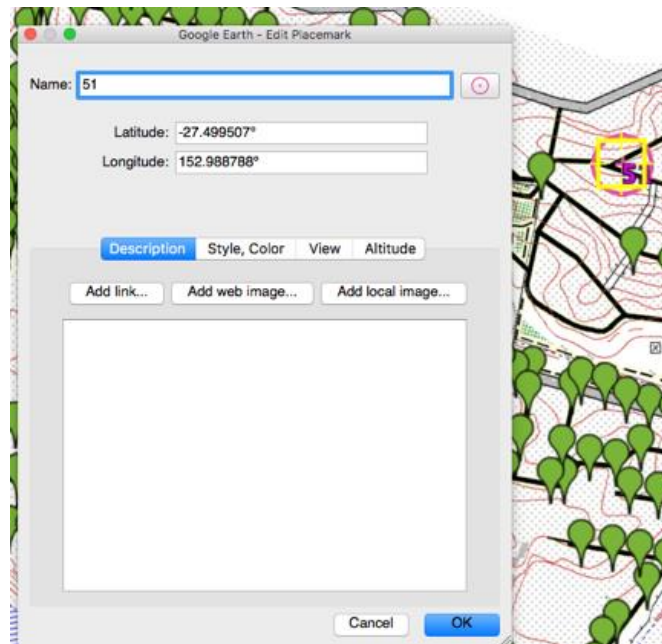 Google Earth - Edit Placemark
Name: 51
Latitude: -27.499507°
Longitude: 152.988788°
Description Style, Color View Altitude
Add link... Add web image... Add local image...
Cancel OK
51